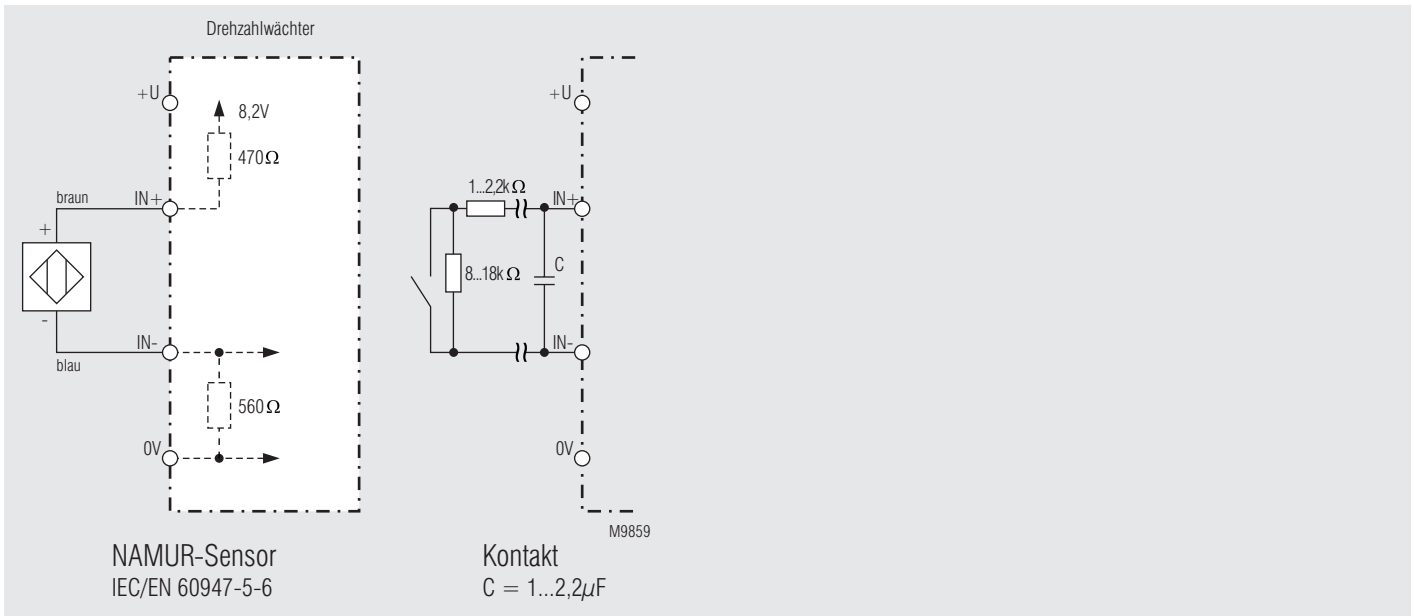 Drehzahlwächter
+U
8,2V
470Ω
braun
IN+
+
-
IN-
blau
560Ω
0V
NAMUR-Sensor
IEC/EN 60947-5-6
+U
1...2,2kΩ
IN+
8...18kΩ
C
IN-
0V
M9859
Kontakt
C = 1...2,2µF